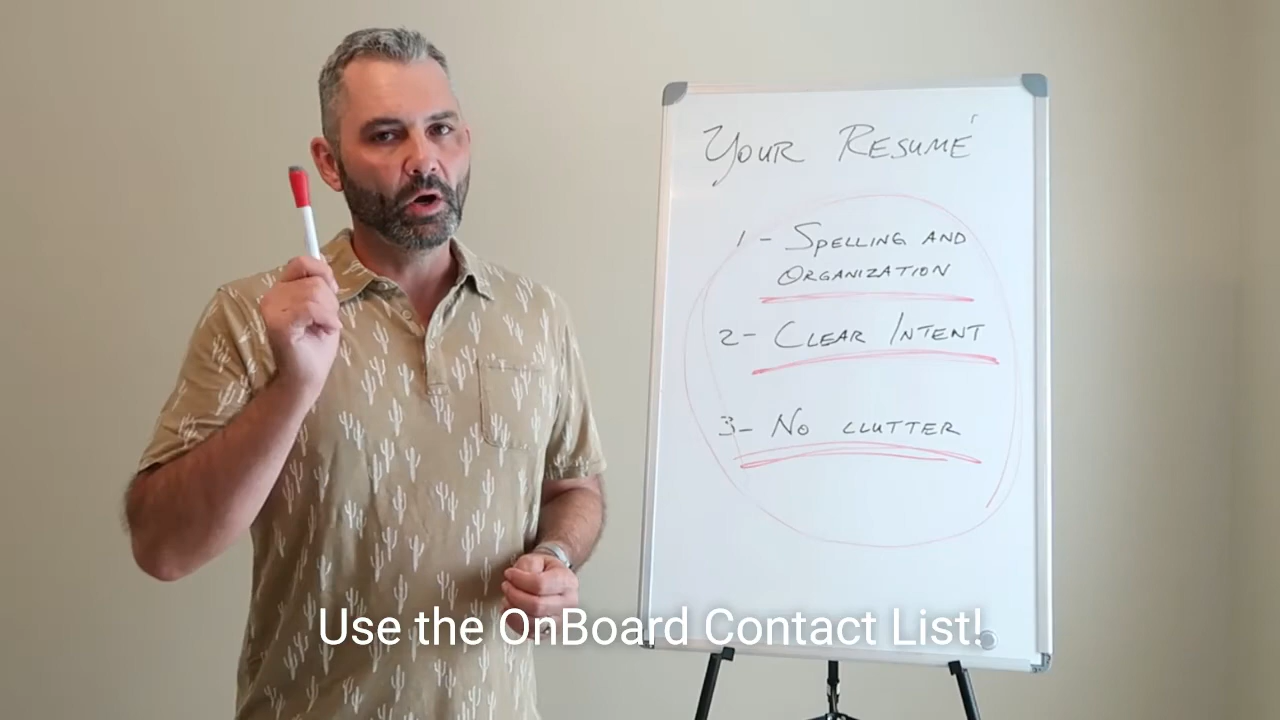 YOUR RESUMÉ
1 - SPELLING AND
ORGANIZATION
2 - CLEAR INTENT
3 - NO CLUTTER
Use the OnBoard Contact List!